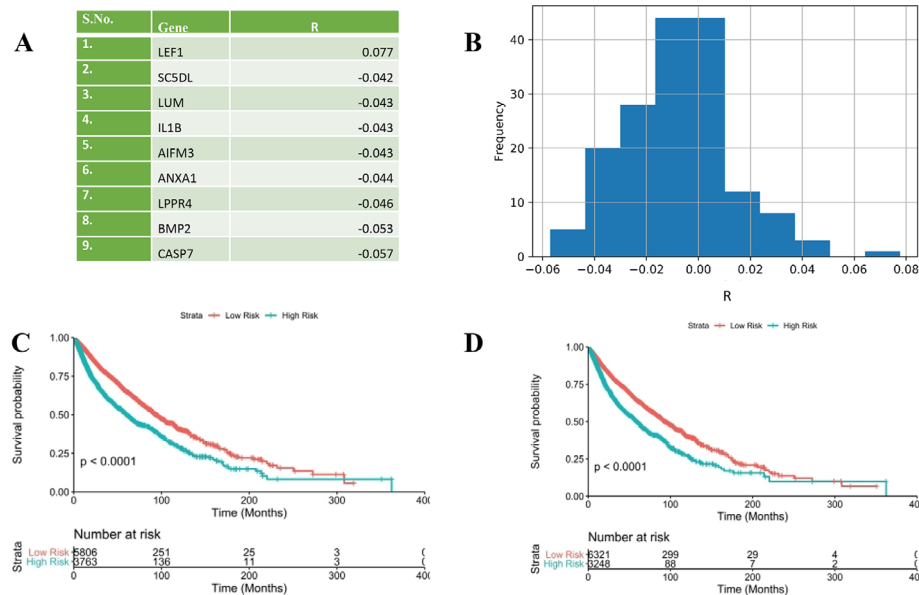 A
S.No. Gene R
1. LEF1 0.077
2. SC5DL -0.042
3. LUM -0.043
4. IL1B -0.043
5. AIFM3 -0.043
6. ANXA1 -0.044
7. LPPR4 -0.046
8. BMP2 -0.053
9. CASP7 -0.057
B
Frequency
40
30
20
10
0
-0.06 -0.04 -0.02 0.00 0.02 0.04 0.06 0.08
R
C
Strata Low Risk High Risk
Survival probability
1.00
0.75
0.50
0.25
0.00
p < 0.0001
0 100 200 300
Time (Months)
Number at risk
Strata
Low Risk 5806 251 25 3
High Risk 3763 136 11 3
0 100 200 300
Time (Months)
D
Strata Low Risk High Risk
Survival probability
1.00
0.75
0.50
0.25
0.00
p < 0.0001
0 100 200 300
Time (Months)
Number at risk
Strata
Low Risk 6321 299 29 4
High Risk 3248 88 7 2
0 100 200 300
Time (Months)